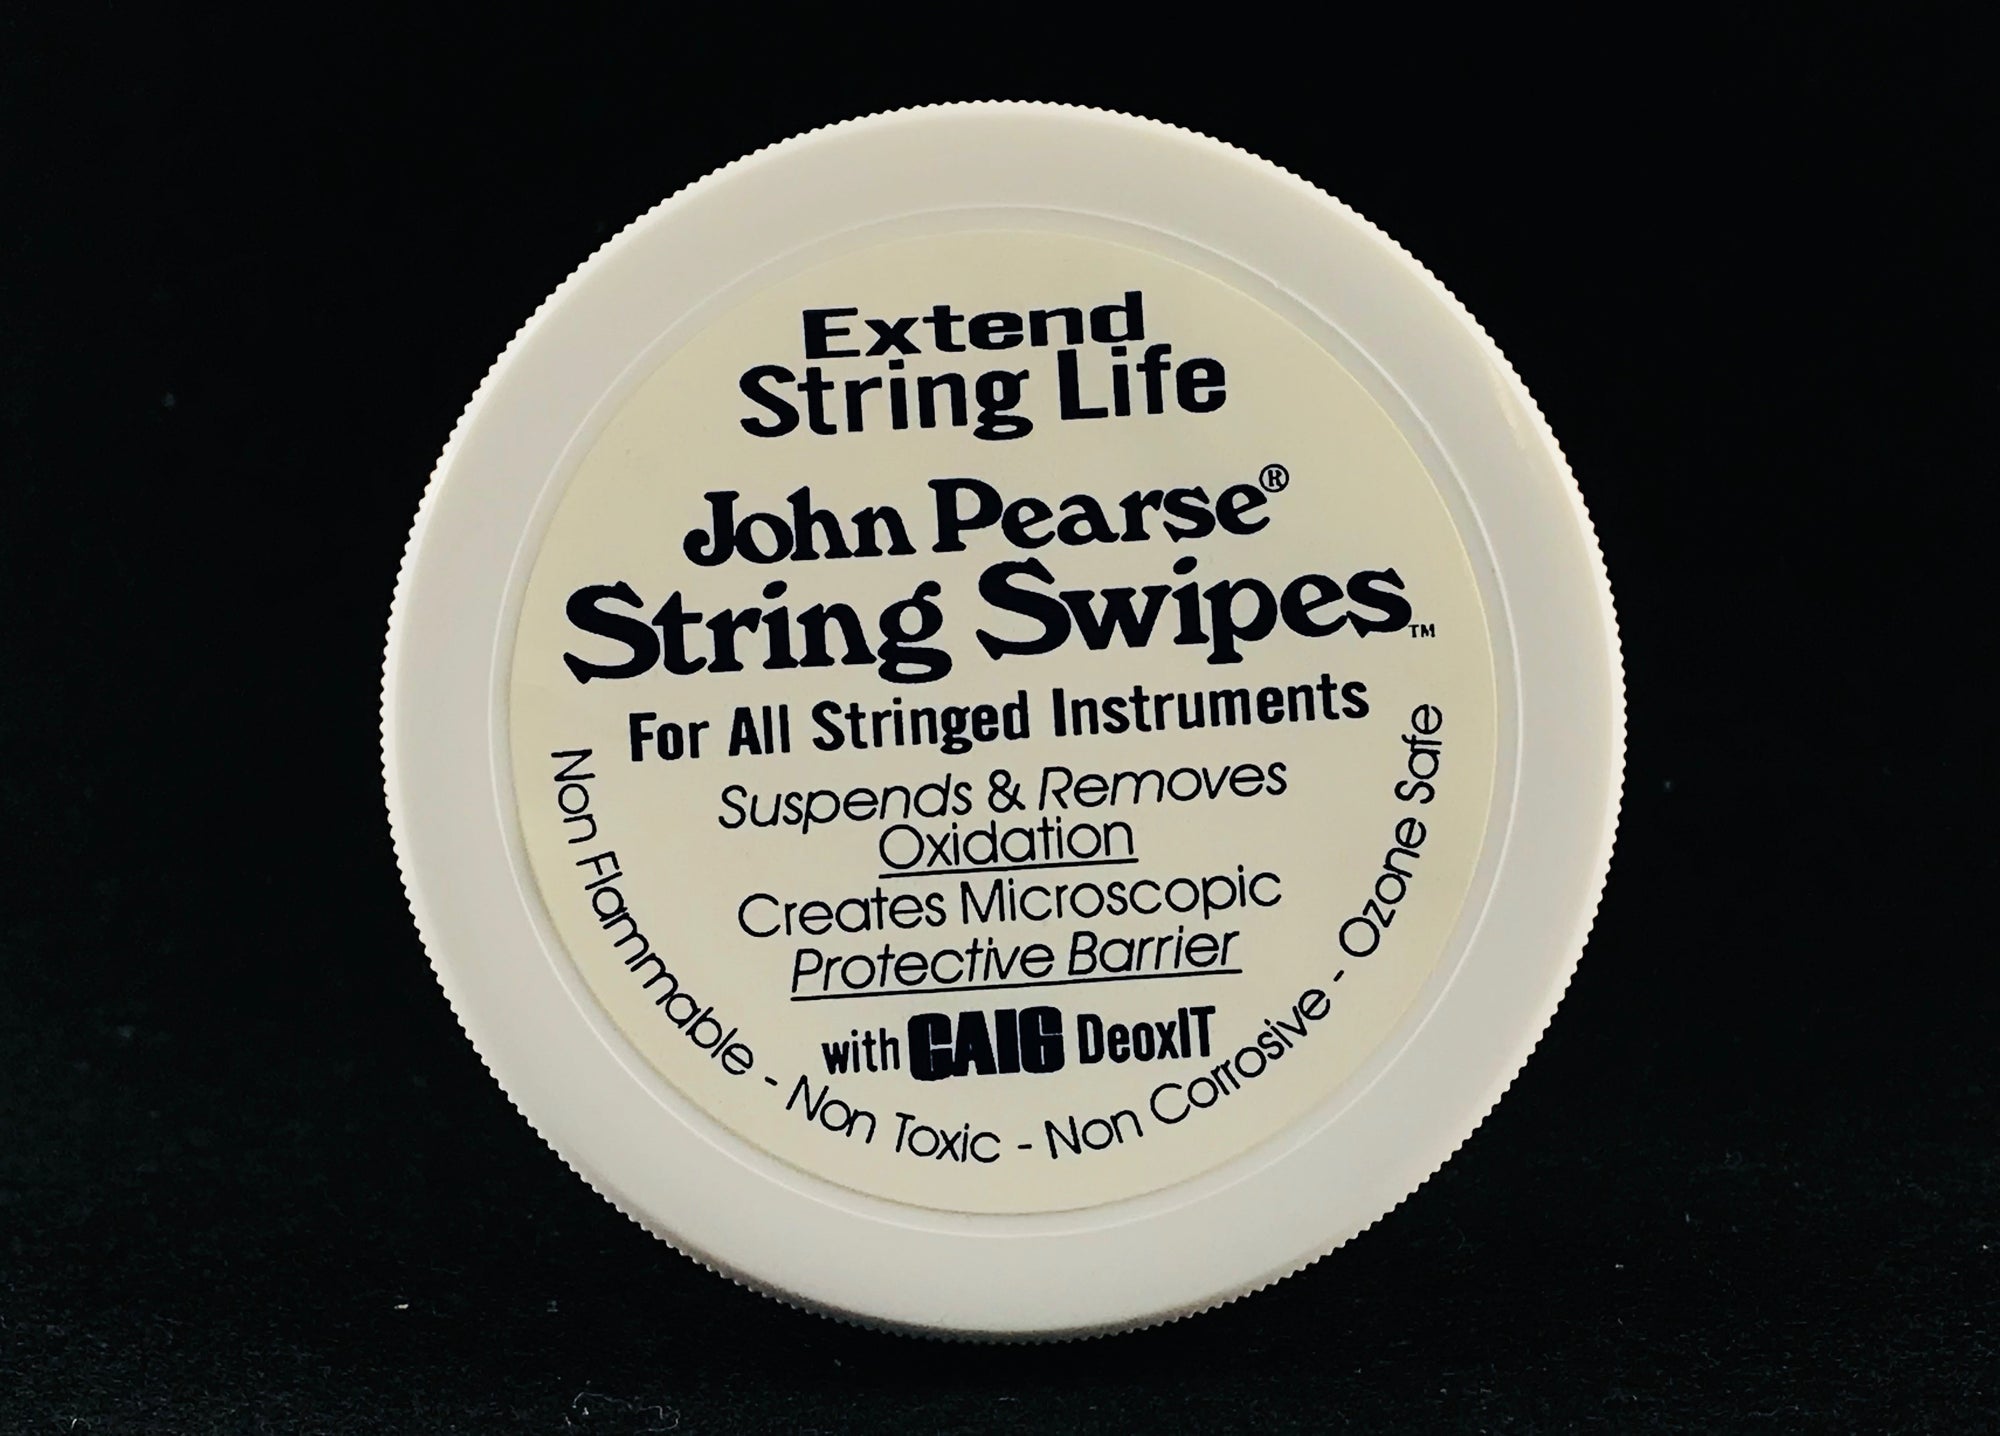 Extend
String Life
John Pearse®
String Swipes™
For All Stringed Instruments
Suspends & Removes
Oxidation
Creates Microscopic
Protective Barrier
with CAIG DeoxIT
Non Flammable - Non Toxic - Non Corrosive - Ozone Safe